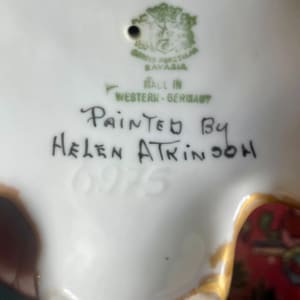 BAVARIA
MADE IN
WESTERN-GERMANY
PAINTED BY
HELEN ATKINSON
6975